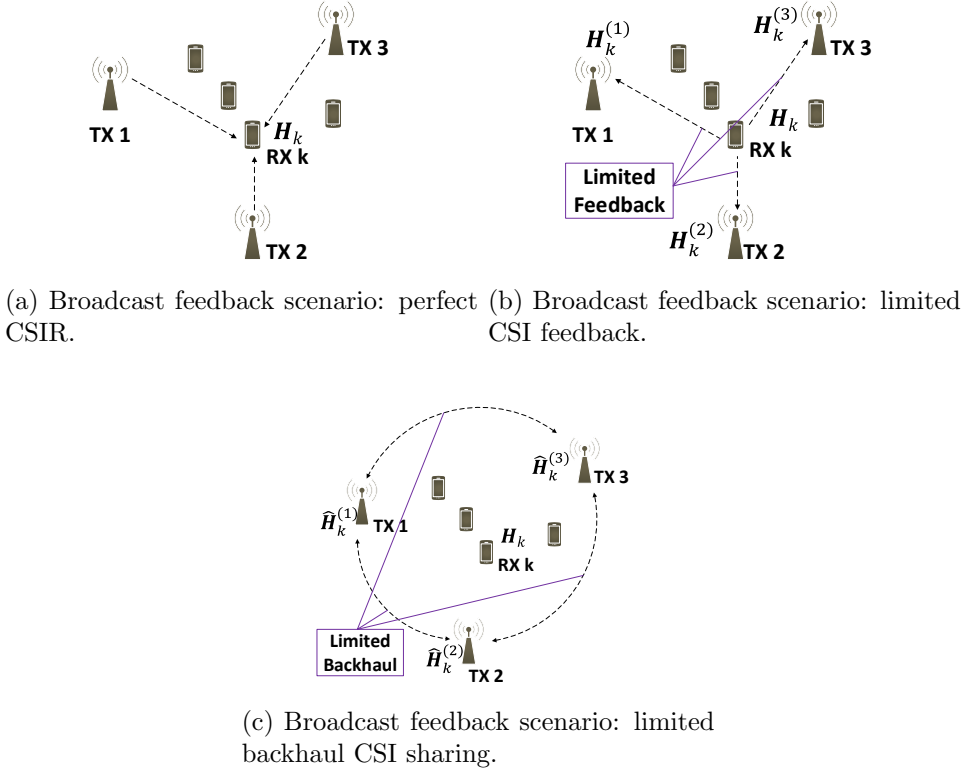 TX 1
TX 3
H_k
RX k
TX 2
(a) Broadcast feedback scenario: perfect
CSIR.
H_k^{(1)}
H_k^{(3)}
TX 3
TX 1
H_k
RX k
Limited
Feedback
H_k^{(2)}
TX 2
(b) Broadcast feedback scenario: limited
CSI feedback.
Ĥ_k^{(3)}
TX 3
Ĥ_k^{(1)}
TX 1
H_k
RX k
Limited
Backhaul
Ĥ_k^{(2)}
TX 2
(c) Broadcast feedback scenario: limited
backhaul CSI sharing.